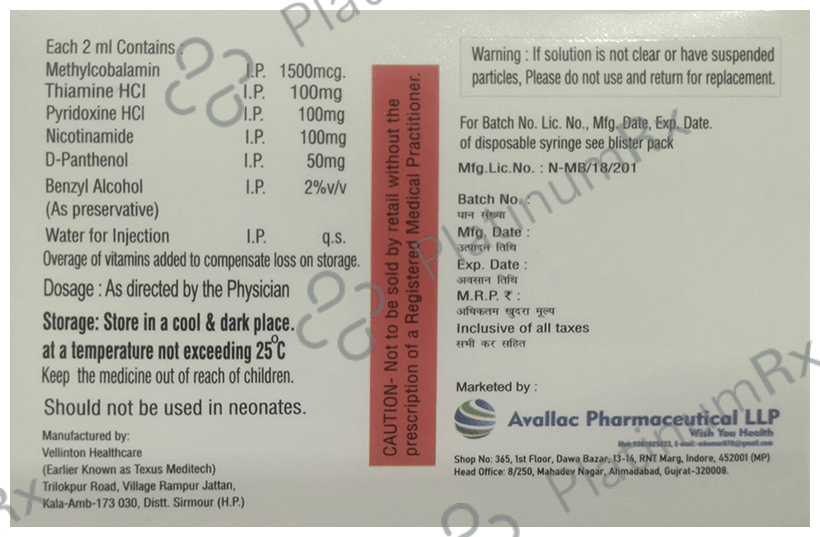 Each 2 ml Contains :
Methylcobalamin I.P. 1500mcg.
Thiamine HCl I.P. 100mg
Pyridoxine HCl I.P. 100mg
Nicotinamide I.P. 100mg
D-Panthenol I.P. 50mg
Benzyl Alcohol I.P. 2%v/v
(As preservative)
Water for Injection I.P. q.s.
Overage of vitamins added to compensate loss on storage.
Dosage : As directed by the Physician
Storage: Store in a cool & dark place.
at a temperature not exceeding 25°C
Keep the medicine out of reach of children.
Should not be used in neonates.
Manufactured by:
Vellinton Healthcare
(Earlier Known as Texus Meditech)
Trilokpur Road, Village Rampur Jattan,
Kala-Amb-173 030, Distt. Sirmour (H.P.)
CAUTION- Not to be sold by retail without the
prescription of a Registered Medical Practitioner.
Warning : If solution is not clear or have suspended
particles, Please do not use and return for replacement.
For Batch No. Lic. No., Mfg. Date, Exp. Date.
of disposable syringe see blister pack
Mfg.Lic.No. : N-MB/18/201
Batch No. :
घान संख्या
Mfg. Date :
उत्पादन तिथि
Exp. Date :
अवसान तिथि
M.R.P. ₹ :
अधिकतम खुदरा मूल्य
Inclusive of all taxes
सभी कर सहित
Marketed by :
Avallac Pharmaceutical LLP
Wish You Health
Shop No: 365, 1st Floor, Dawa Bazar, 13-14, RNT Marg, Indore, 452001 (MP)
Head Office: 8/250, Mahadev Nagar, Ahmadabad, Gujrat-320008.
PlatinumRx
PlatinumRx
PlatinumRx
Rx